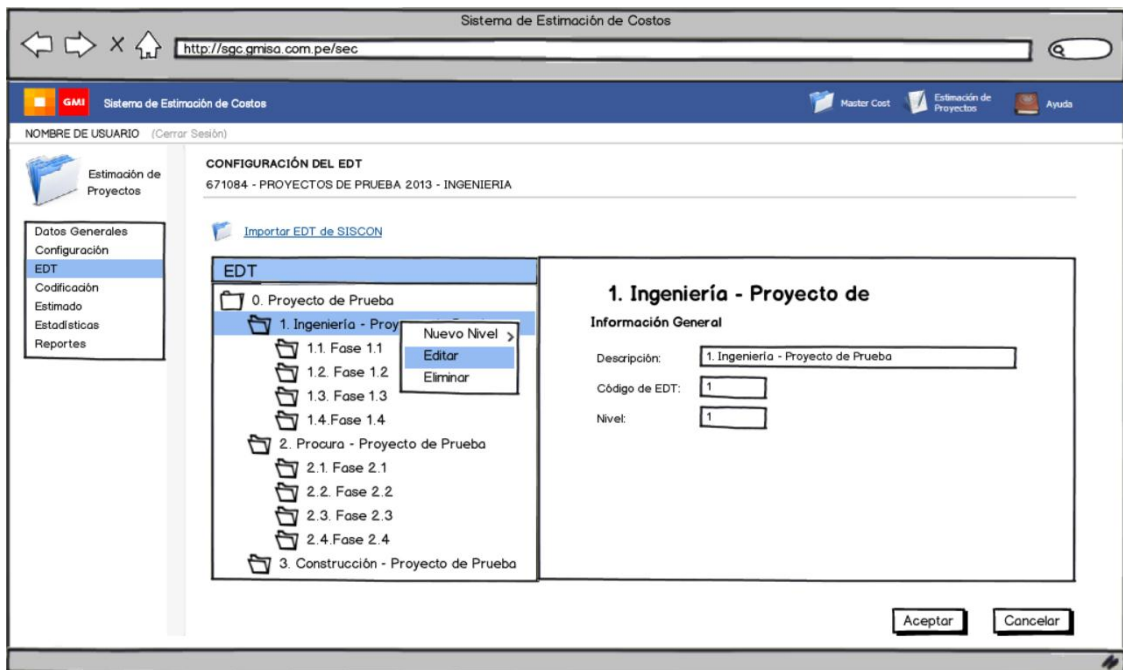 Sistema de Estimación de Costos
http://sgc.gmisa.com.pe/sec
GMI Sistema de Estimación de Costos
Master Cost
Estimación de Proyectos
Ayuda
NOMBRE DE USUARIO (Cerrar Sesión)
Estimación de
Proyectos
Datos Generales
Configuración
EDT
Codificación
Estimado
Estadísticas
Reportes
CONFIGURACIÓN DEL EDT
671084 - PROYECTOS DE PRUEBA 2013 - INGENIERIA
Importar EDT de SISCON
EDT
0. Proyecto de Prueba
1. Ingeniería - Proy
1.1. Fase 1.1
1.2. Fase 1.2
1.3. Fase 1.3
1.4.Fase 1.4
2. Procura - Proyecto de Prueba
2.1. Fase 2.1
2.2. Fase 2.2
2.3. Fase 2.3
2.4.Fase 2.4
3. Construcción - Proyecto de Prueba
Nuevo Nivel >
Editar
Eliminar
1. Ingeniería - Proyecto de
Información General
Descripción: 1. Ingeniería - Proyecto de Prueba
Código de EDT: 1
Nivel: 1
Aceptar Cancelar